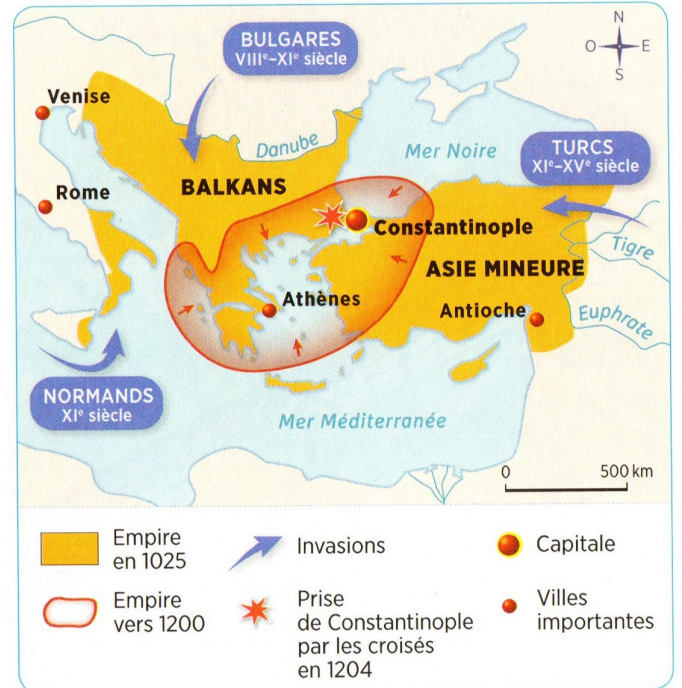 BULGARES
VIIIᵉ–XIᵉ siècle
N
O
E
S
Venise
Danube
Mer Noire
TURCS
XIᵉ–XVᵉ siècle
Rome
BALKANS
Constantinople
Tigre
ASIE MINEURE
Athènes
Antioche
Euphrate
NORMANDS
XIᵉ siècle
Mer Méditerranée
0
500 km
Empire
en 1025
Invasions
Capitale
Empire
vers 1200
Prise
de Constantinople
par les croisés
en 1204
Villes
importantes